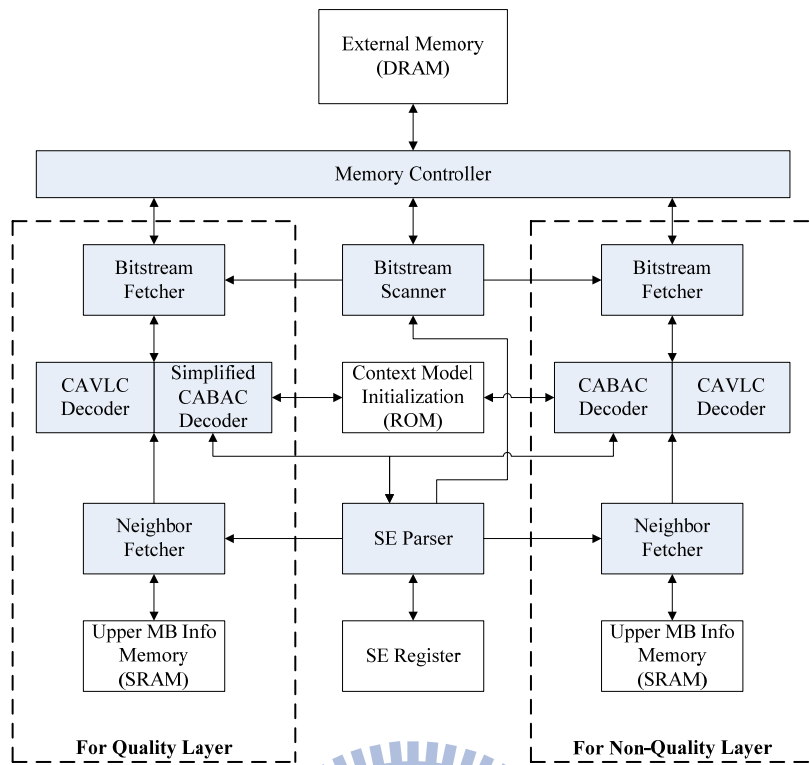 External Memory
(DRAM)
Memory Controller
Bitstream
Fetcher
Bitstream
Scanner
Bitstream
Fetcher
CAVLC
Decoder
Simplified
CABAC
Decoder
Context Model
Initialization
(ROM)
CABAC
Decoder
CAVLC
Decoder
Neighbor
Fetcher
SE Parser
Neighbor
Fetcher
Upper MB Info
Memory
(SRAM)
SE Register
Upper MB Info
Memory
(SRAM)
For Quality Layer
For Non-Quality Layer